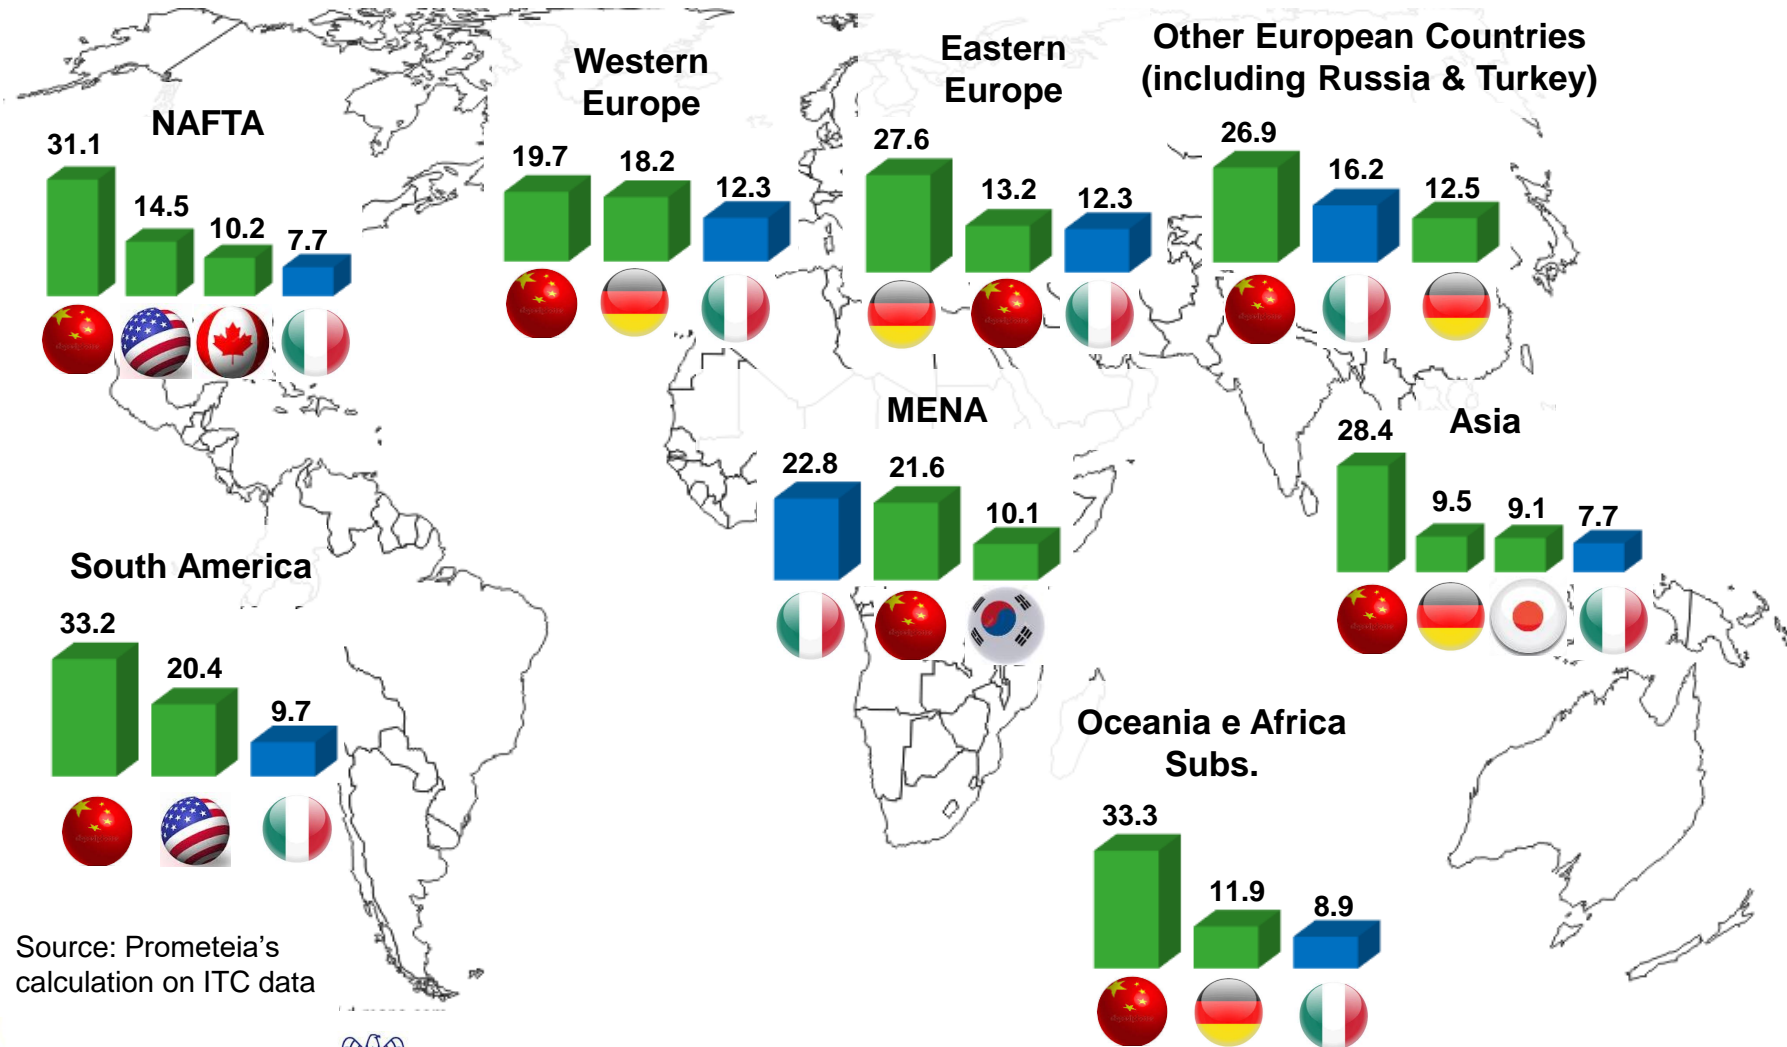 NAFTA
31.1
14.5
10.2
7.7
Western
Europe
19.7
18.2
12.3
Eastern
Europe
27.6
13.2
12.3
Other European Countries
(including Russia & Turkey)
26.9
16.2
12.5
MENA
22.8
21.6
10.1
Asia
28.4
9.5
9.1
7.7
South America
33.2
20.4
9.7
Oceania e Africa
Subs.
33.3
11.9
8.9
Source: Prometeia's
calculation on ITC data